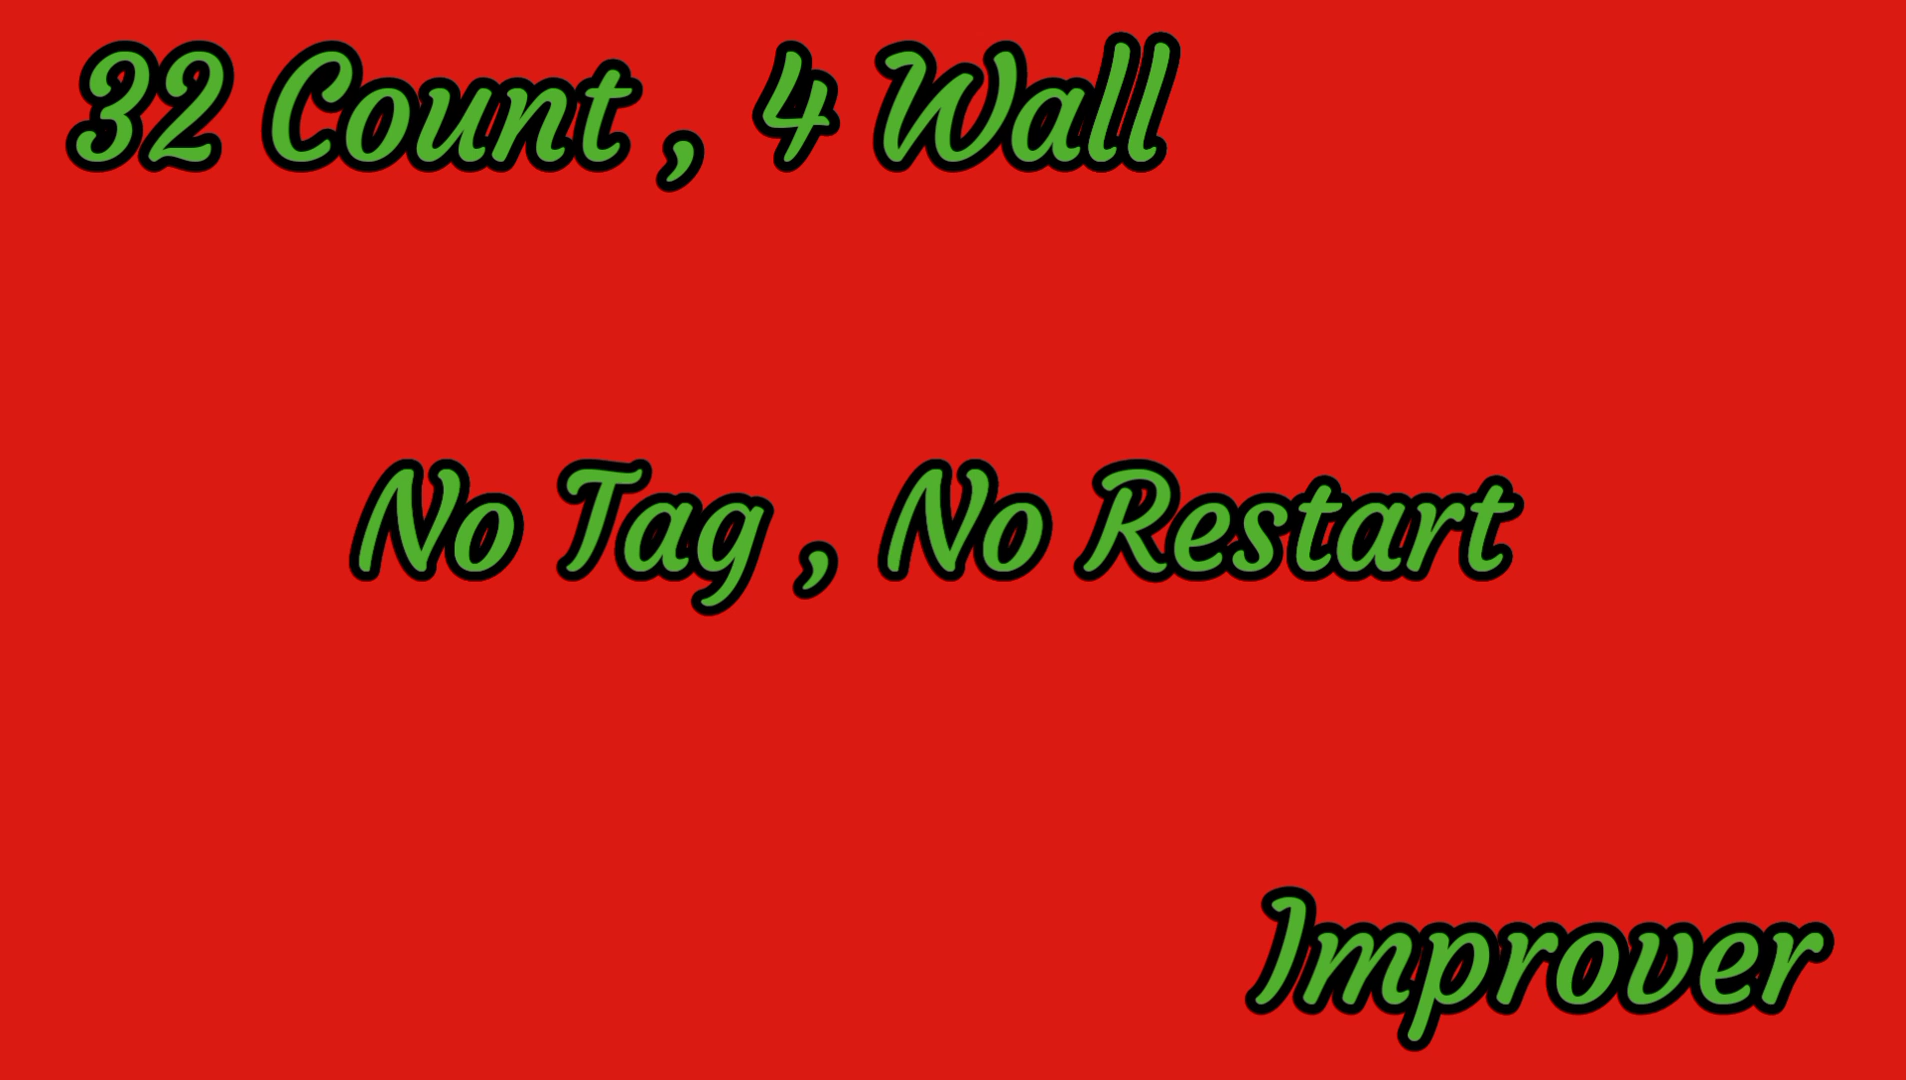 32 Count , 4 Wall
No Tag , No Restart
Improver